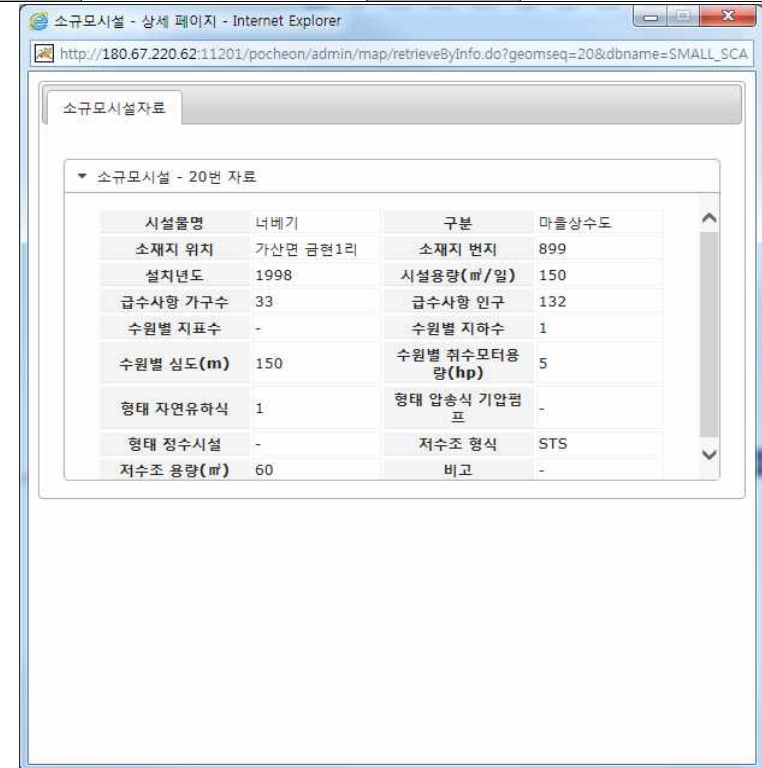 소규모시설 - 상세 페이지 - Internet Explorer
http://180.67.220.62:11201/pocheon/admin/map/retrieveByInfo.do?geomseq=20&dbname=SMALL_SCA
소규모시설자료
소규모시설 - 20번 자료
시설물명 너베기 구분 마을상수도
소재지 위치 가산면 금현1리 소재지 번지 899
설치년도 1998 시설용량(㎥/일) 150
급수사항 가구수 33 급수사항 인구 132
수원별 지표수 - 수원별 지하수 1
수원별 심도(m) 150 수원별 취수모터용
량(hp) 5
형태 자연유하식 1 형태 압송식 기압펌
프 -
형태 정수시설 - 저수조 형식 STS
저수조 용량(㎥) 60 비고 -